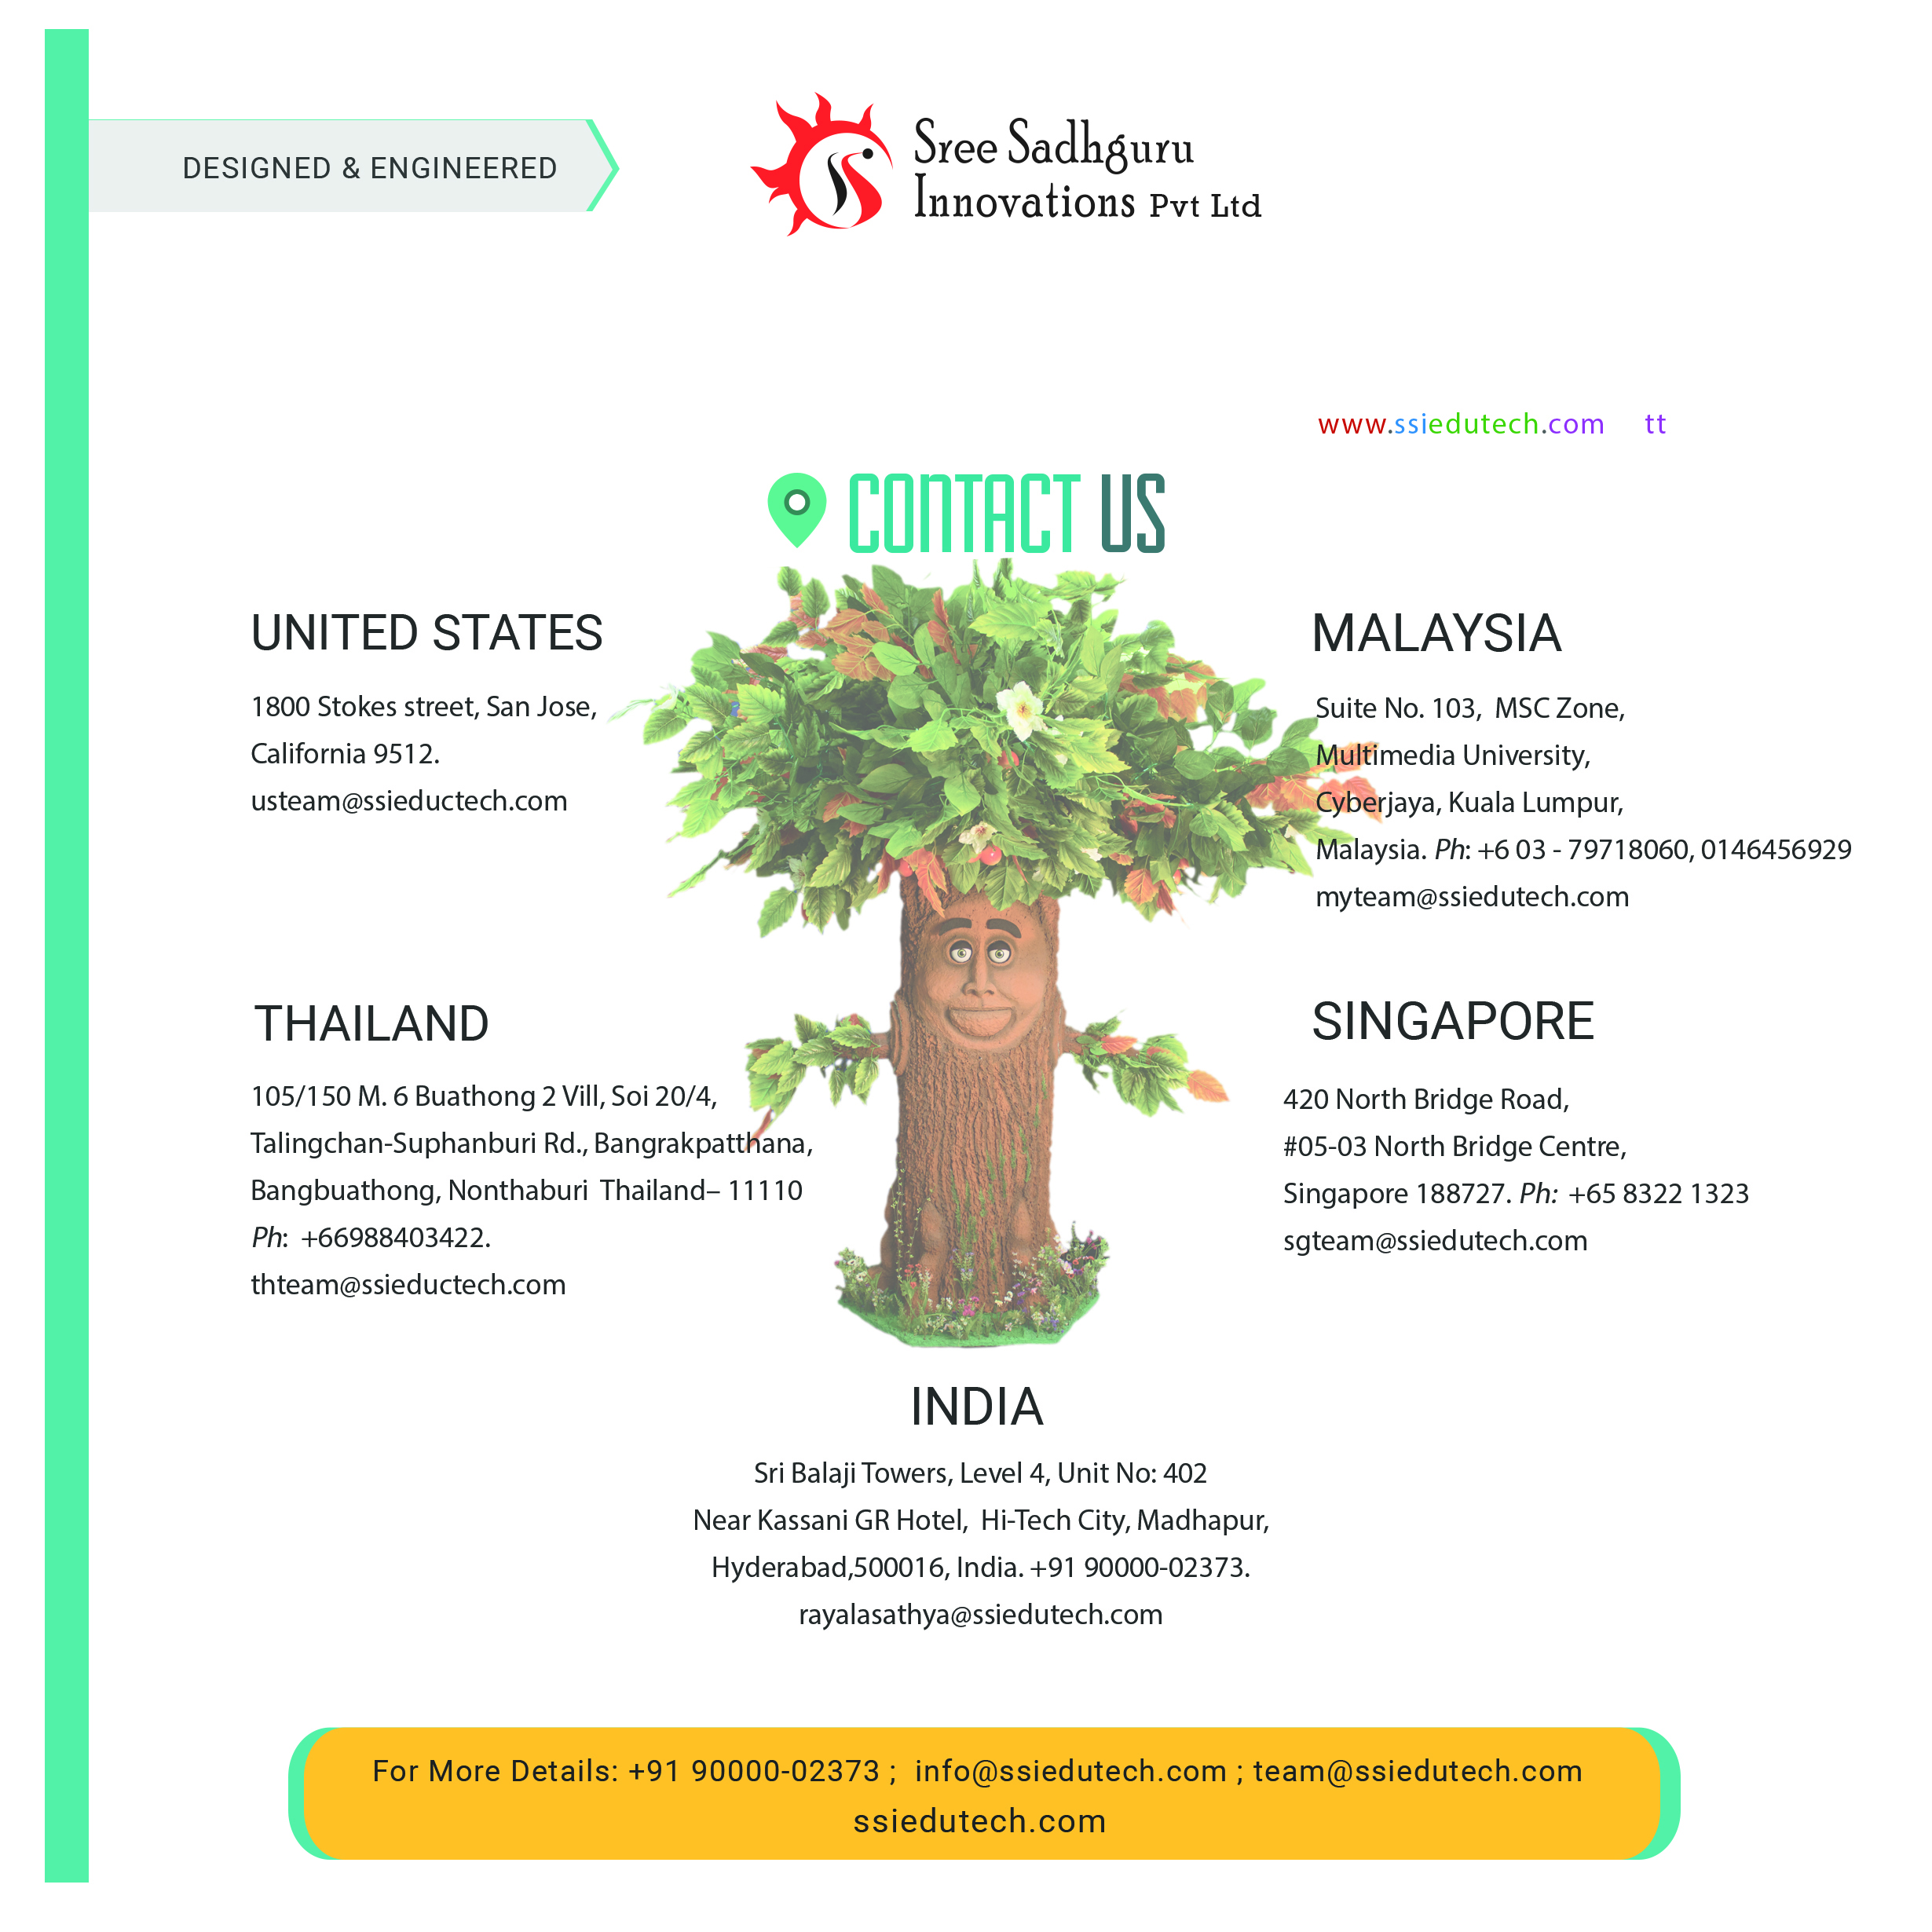 DESIGNED & ENGINEERED
Sree Sadhguru
Innovations Pvt Ltd
www.ssiedutech.com tt
CONTACT US
UNITED STATES
1800 Stokes street, San Jose,
California 9512.
usteam@ssieductech.com
MALAYSIA
Suite No. 103, MSC Zone,
Multimedia University,
Cyberjaya, Kuala Lumpur,
Malaysia. Ph: +6 03 - 79718060, 0146456929
myteam@ssiedutech.com
THAILAND
105/150 M. 6 Buathong 2 Vill, Soi 20/4,
Talingchan-Suphanburi Rd., Bangrakpatthana,
Bangbuathong, Nonthaburi Thailand– 11110
Ph: +66988403422.
thteam@ssieductech.com
SINGAPORE
420 North Bridge Road,
#05-03 North Bridge Centre,
Singapore 188727. Ph: +65 8322 1323
sgteam@ssiedutech.com
INDIA
Sri Balaji Towers, Level 4, Unit No: 402
Near Kassani GR Hotel, Hi-Tech City, Madhapur,
Hyderabad,500016, India. +91 90000-02373.
rayalasathya@ssiedutech.com
For More Details: +91 90000-02373 ; info@ssiedutech.com ; team@ssiedutech.com
ssiedutech.com